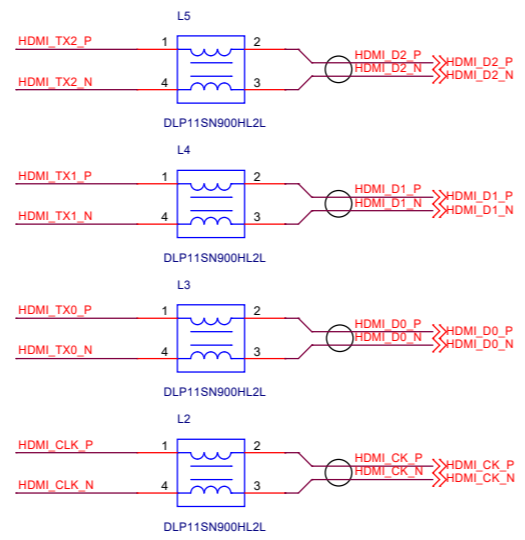 L5
HDMI_TX2_P 1 2 HDMI_D2_P HDMI_D2_P
HDMI_TX2_N 4 3 HDMI_D2_N HDMI_D2_N
DLP11SN900HL2L
L4
HDMI_TX1_P 1 2 HDMI_D1_P HDMI_D1_P
HDMI_TX1_N 4 3 HDMI_D1_N HDMI_D1_N
DLP11SN900HL2L
L3
HDMI_TX0_P 1 2 HDMI_D0_P HDMI_D0_P
HDMI_TX0_N 4 3 HDMI_D0_N HDMI_D0_N
DLP11SN900HL2L
L2
HDMI_CLK_P 1 2 HDMI_CK_P HDMI_CK_P
HDMI_CLK_N 4 3 HDMI_CK_N HDMI_CK_N
DLP11SN900HL2L